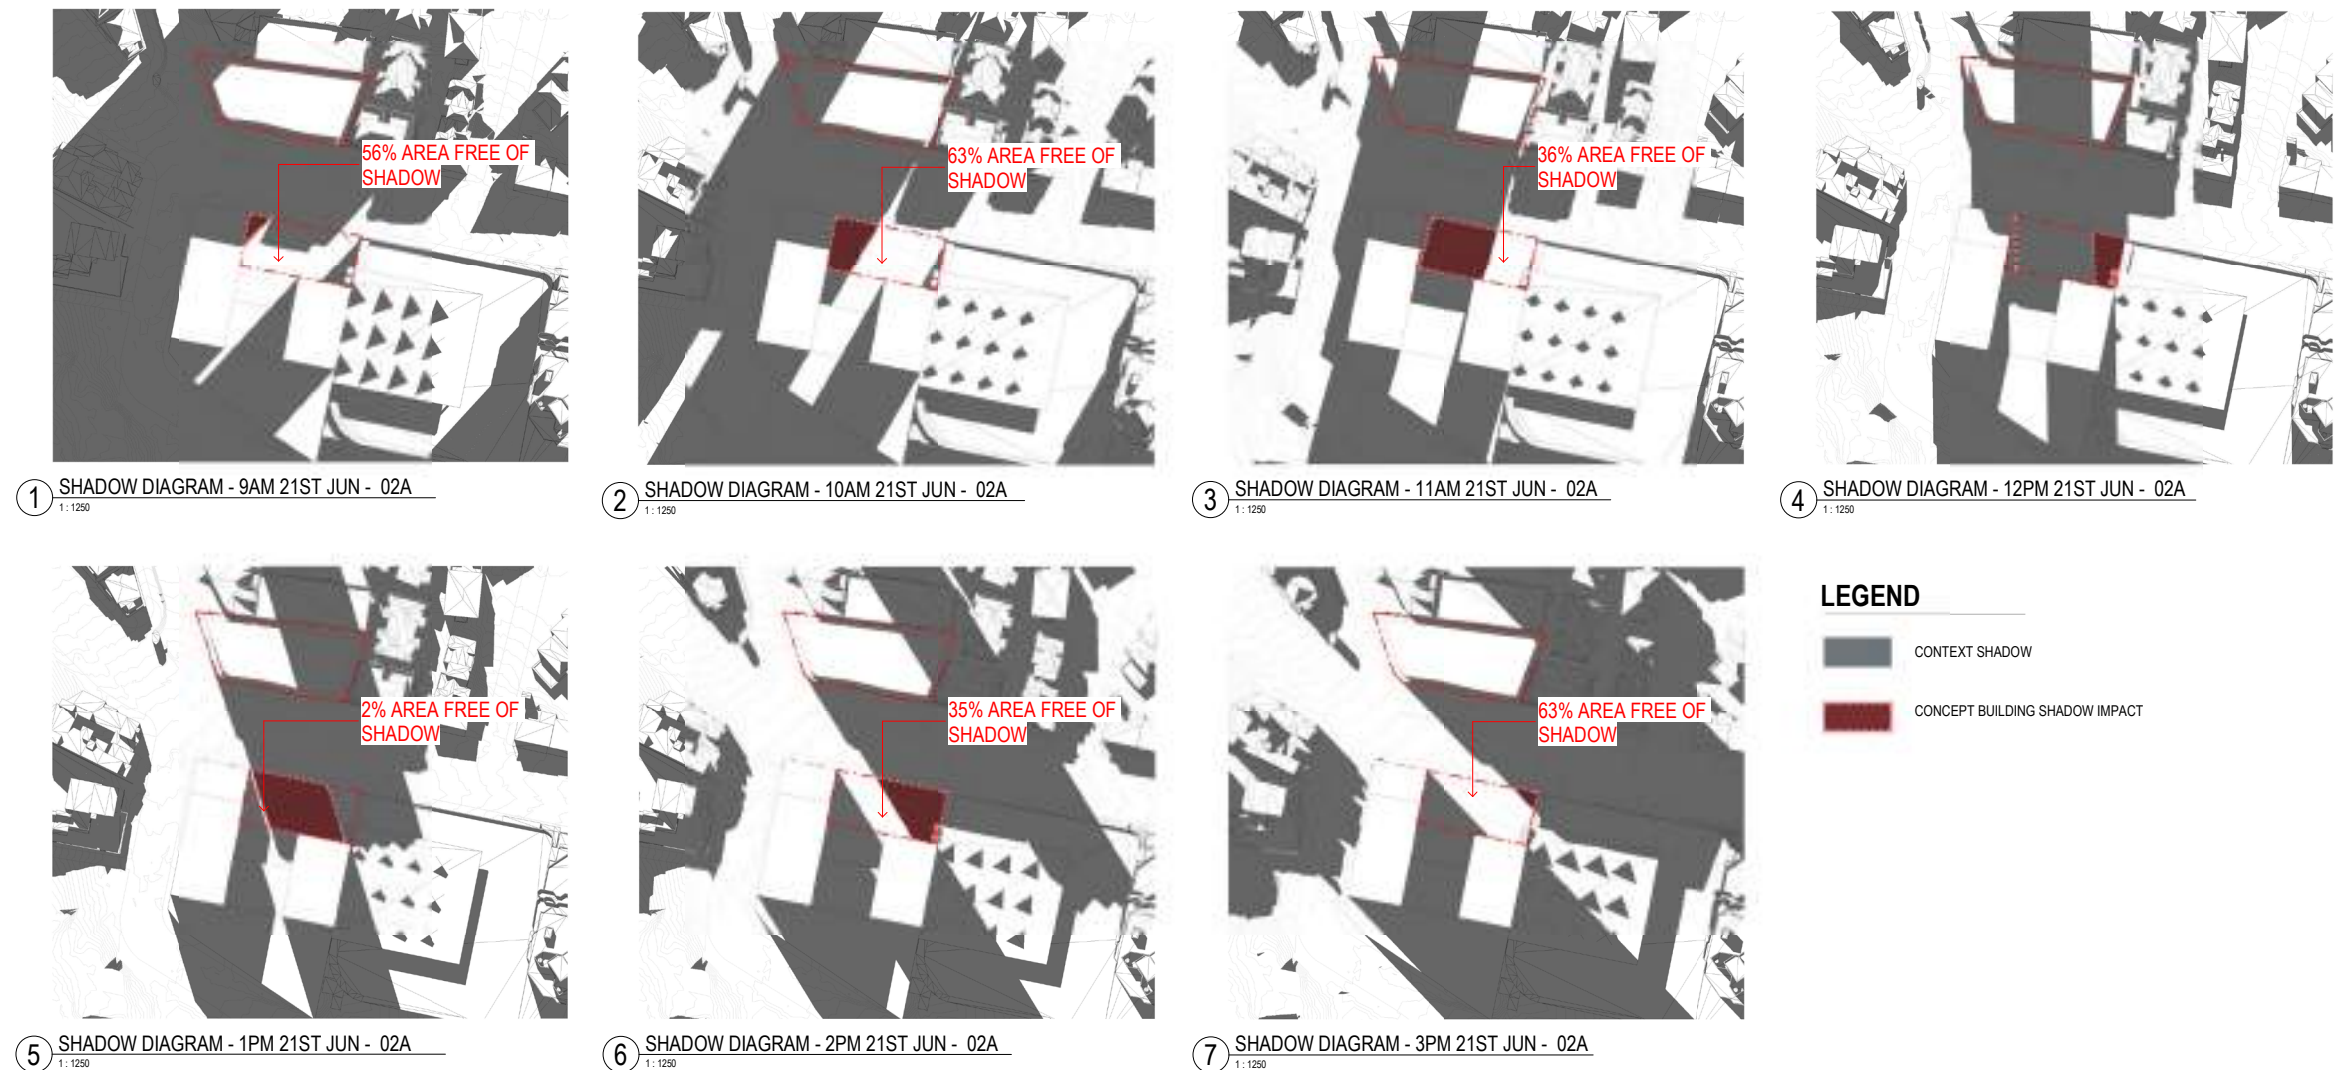 56% AREA FREE OF
SHADOW
63% AREA FREE OF
SHADOW
36% AREA FREE OF
SHADOW
1 SHADOW DIAGRAM - 9AM 21ST JUN - 02A
1 : 1250
2 SHADOW DIAGRAM - 10AM 21ST JUN - 02A
1 : 1250
3 SHADOW DIAGRAM - 11AM 21ST JUN - 02A
1 : 1250
4 SHADOW DIAGRAM - 12PM 21ST JUN - 02A
1 : 1250
2% AREA FREE OF
SHADOW
35% AREA FREE OF
SHADOW
63% AREA FREE OF
SHADOW
LEGEND
CONTEXT SHADOW
CONCEPT BUILDING SHADOW IMPACT
5 SHADOW DIAGRAM - 1PM 21ST JUN - 02A
1 : 1250
6 SHADOW DIAGRAM - 2PM 21ST JUN - 02A
1 : 1250
7 SHADOW DIAGRAM - 3PM 21ST JUN - 02A
1 : 1250